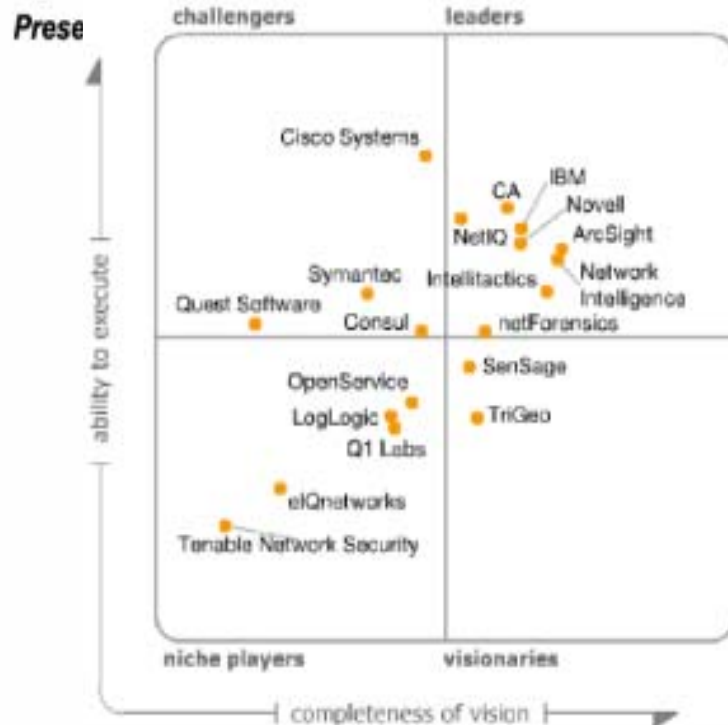 challengers
leaders
Prese
Cisco Systems
IBM
CA
Novell
NetIQ
ArcSight
Symantec
Intellitactics
Network
Intelligence
Quest Software
Consul
netForensics
ability to execute
SenSage
OpenService
LogLogic
TriGeo
Q1 Labs
eIQnetworks
Tenable Network Security
niche players
visionaries
completeness of vision